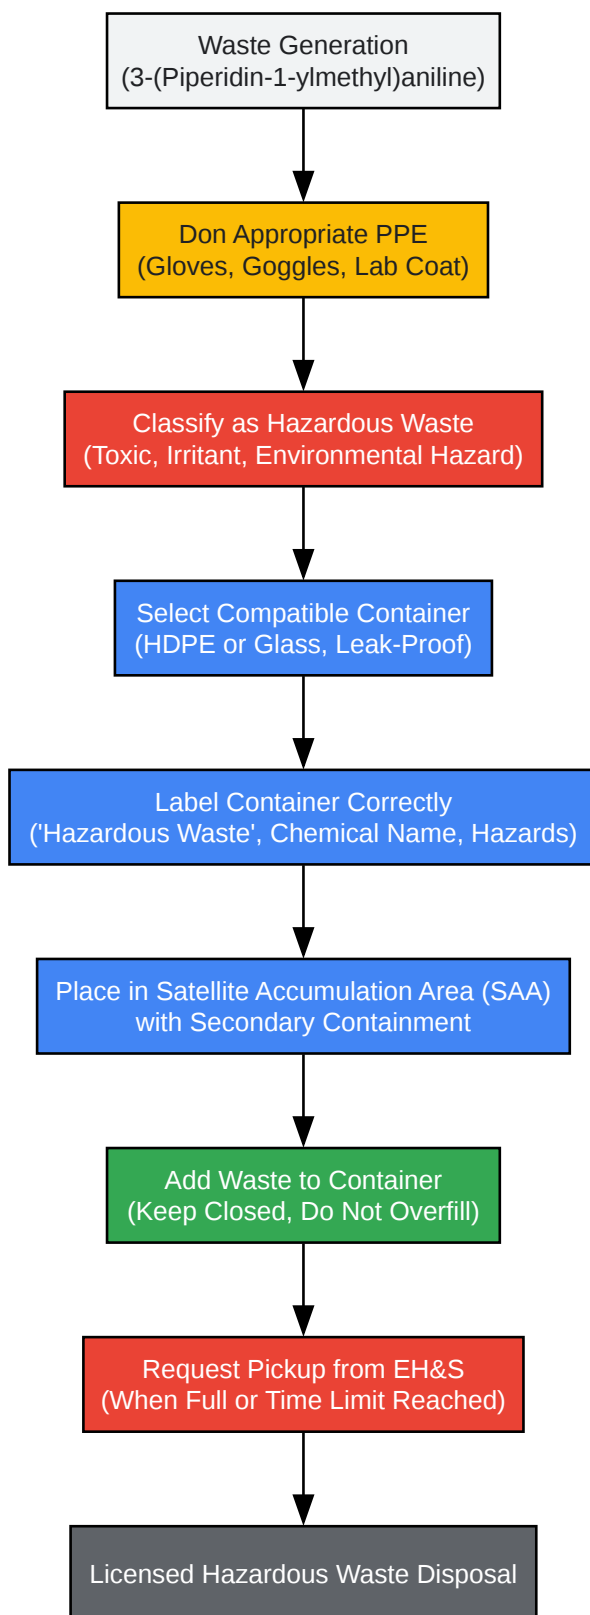 Waste Generation
(3-(Piperidin-1-ylmethyl)aniline)
Don Appropriate PPE
(Gloves, Goggles, Lab Coat)
Classify as Hazardous Waste
(Toxic, Irritant, Environmental Hazard)
Select Compatible Container
(HDPE or Glass, Leak-Proof)
Label Container Correctly
('Hazardous Waste', Chemical Name, Hazards)
Place in Satellite Accumulation Area (SAA)
with Secondary Containment
Add Waste to Container
(Keep Closed, Do Not Overfill)
Request Pickup from EH&S
(When Full or Time Limit Reached)
Licensed Hazardous Waste Disposal